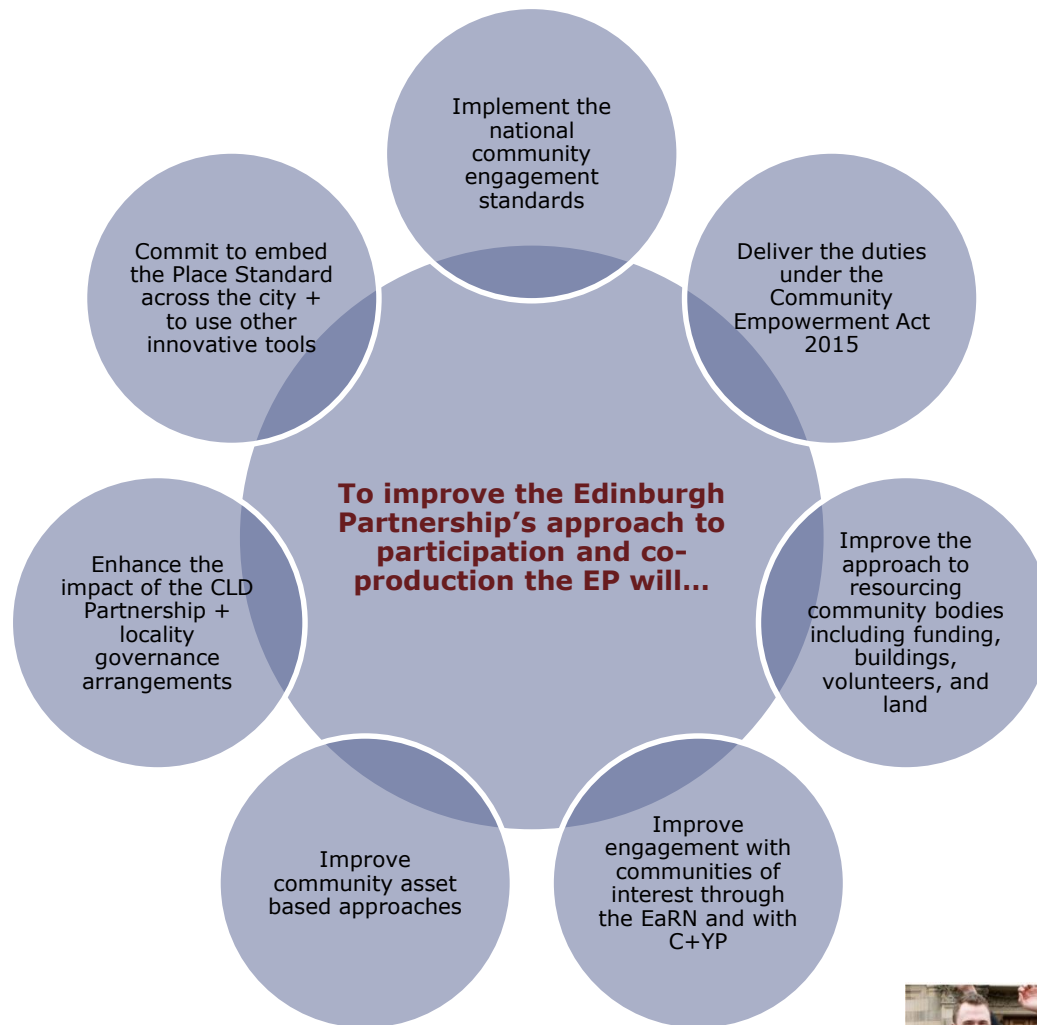 Implement the
national
community
engagement
standards
Deliver the duties
under the
Community
Empowerment Act
2015
Improve the
approach to
resourcing
community bodies
including funding,
buildings,
volunteers, and
land
Improve
engagement with
communities of
interest through
the EaRN and with
C+YP
Improve
community asset
based approaches
Enhance the
impact of the CLD
Partnership +
locality
governance
arrangements
Commit to embed
the Place Standard
across the city +
to use other
innovative tools
To improve the Edinburgh
Partnership’s approach to
participation and co-
production the EP will…